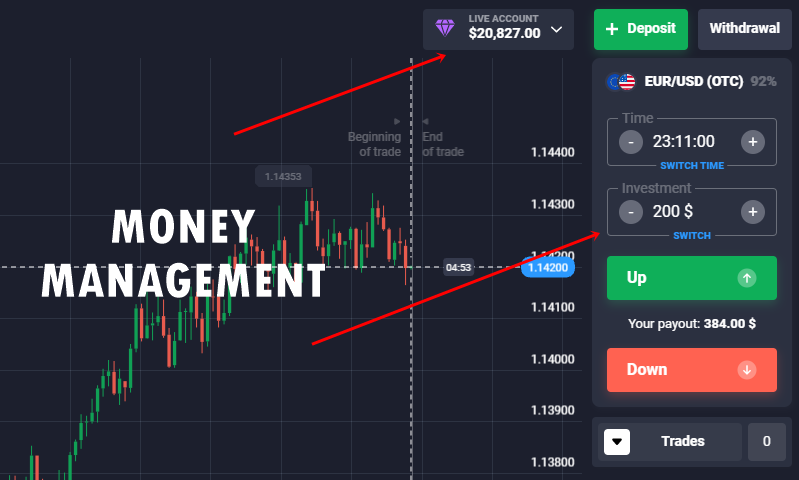 LIVE ACCOUNT
$20,827.00
+ Deposit
Withdrawal
EUR/USD (OTC) 92%
Time
- 23:11:00 +
SWITCH TIME
Investment
- 200 $ +
SWITCH
Up
Your payout: 384.00 $
Down
Trades 0
Beginning
of trade
End
of trade
1.14353
MONEY
MANAGEMENT
04:53
1.14400
1.14300
1.14200
1.14200
1.14100
1.14000
1.13900
1.13800